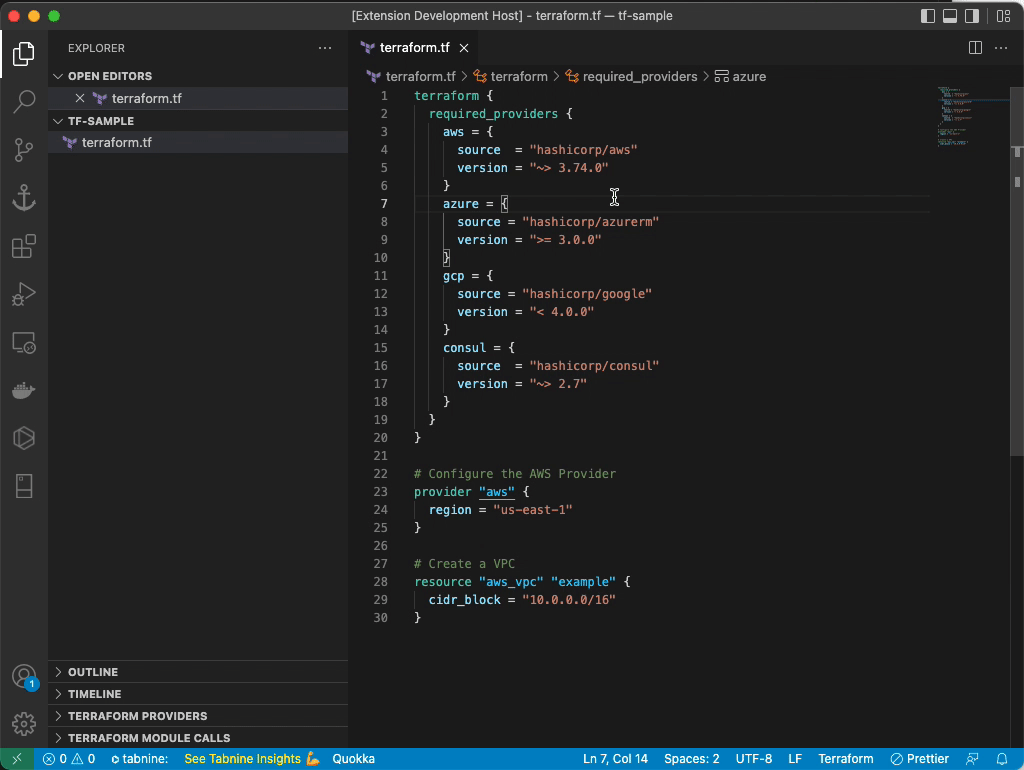 [Extension Development Host] - terraform.tf — tf-sample
EXPLORER
OPEN EDITORS
terraform.tf
TF-SAMPLE
terraform.tf
OUTLINE
TIMELINE
TERRAFORM PROVIDERS
TERRAFORM MODULE CALLS
1
terraform.tf
terraform.tf > terraform > required_providers > azure
1 terraform {
2   required_providers {
3     aws = {
4       source  = "hashicorp/aws"
5       version = "~> 3.74.0"
6     }
7     azure = {
8       source = "hashicorp/azurerm"
9       version = ">= 3.0.0"
10     }
11     gcp = {
12       source = "hashicorp/google"
13       version = "< 4.0.0"
14     }
15     consul = {
16       source  = "hashicorp/consul"
17       version = "~> 2.7"
18     }
19   }
20 }
21
22 # Configure the AWS Provider
23 provider "aws" {
24   region = "us-east-1"
25 }
26
27 # Create a VPC
28 resource "aws_vpc" "example" {
29   cidr_block = "10.0.0.0/16"
30 }
0 0 tabnine: See Tabnine Insights 💪 Quokka Ln 7, Col 14 Spaces: 2 UTF-8 LF Terraform Prettier